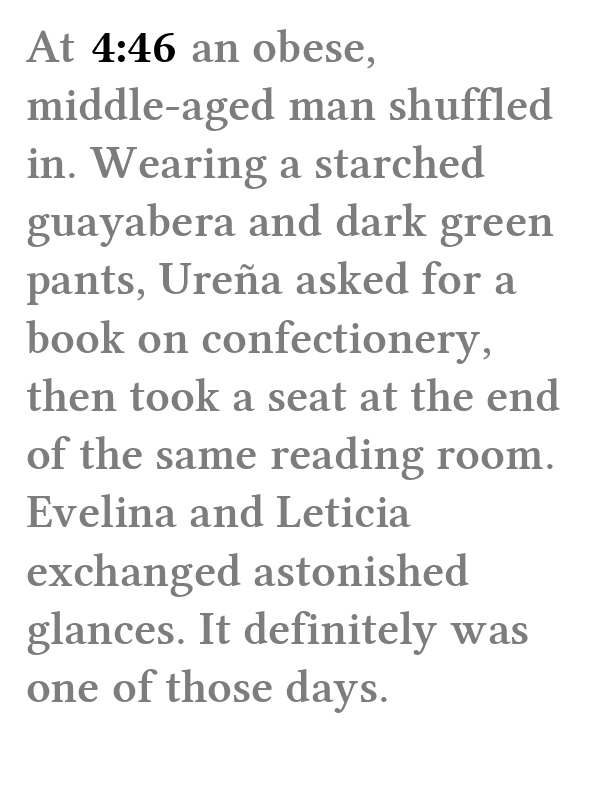 At 4:46 an obese,
middle-aged man shuffled
in. Wearing a starched
guayabera and dark green
pants, Ureña asked for a
book on confectionery,
then took a seat at the end
of the same reading room.
Evelina and Leticia
exchanged astonished
glances. It definitely was
one of those days.